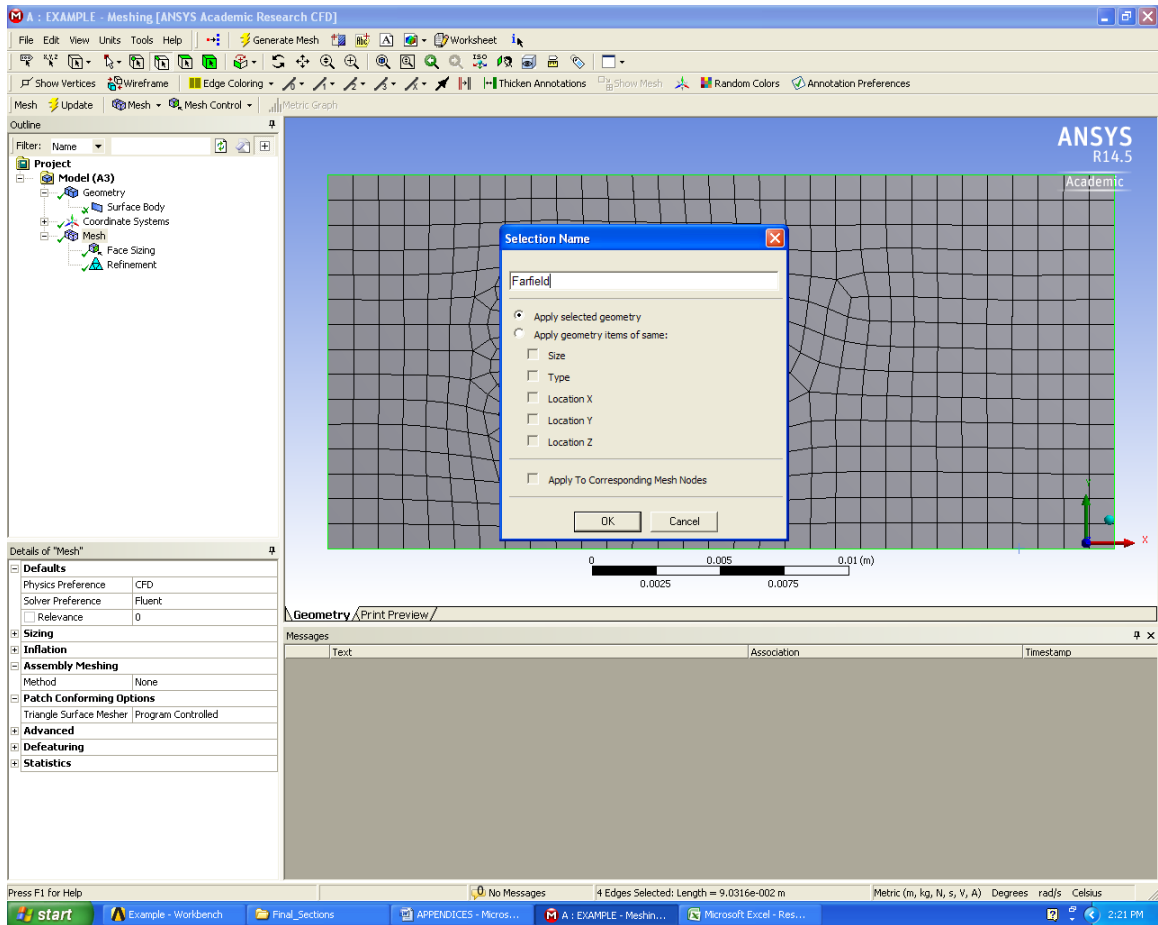 A : EXAMPLE - Meshing [ANSYS Academic Research CFD]
File Edit View Units Tools Help Generate Mesh A Worksheet
Show Vertices Wireframe Edge Coloring Thicken Annotations Show Mesh Random Colors Annotation Preferences
Mesh Update Mesh Mesh Control Metric Graph
Outline
Filter: Name
Project
Model (A3)
Geometry
Surface Body
Coordinate Systems
Mesh
Face Sizing
Refinement
ANSYS
R14.5
Academic
Selection Name
Farfield
Apply selected geometry
Apply geometry items of same:
Size
Type
Location X
Location Y
Location Z
Apply To Corresponding Mesh Nodes
OK Cancel
Y
X
0 0.005 0.01 (m)
0.0025 0.0075
Geometry Print Preview
Details of "Mesh"
Defaults
Physics Preference CFD
Solver Preference Fluent
Relevance 0
Sizing
Inflation
Assembly Meshing
Method None
Patch Conforming Options
Triangle Surface Mesher Program Controlled
Advanced
Defeaturing
Statistics
Messages
Text Association Timestamp
Press F1 for Help No Messages 4 Edges Selected: Length = 9.0316e-002 m Metric (m, kg, N, s, V, A) Degrees rad/s Celsius
start Example - Workbench Final_Sections APPENDICES - Micros... A : EXAMPLE - Meshin... Microsoft Excel - Res... 2:21 PM